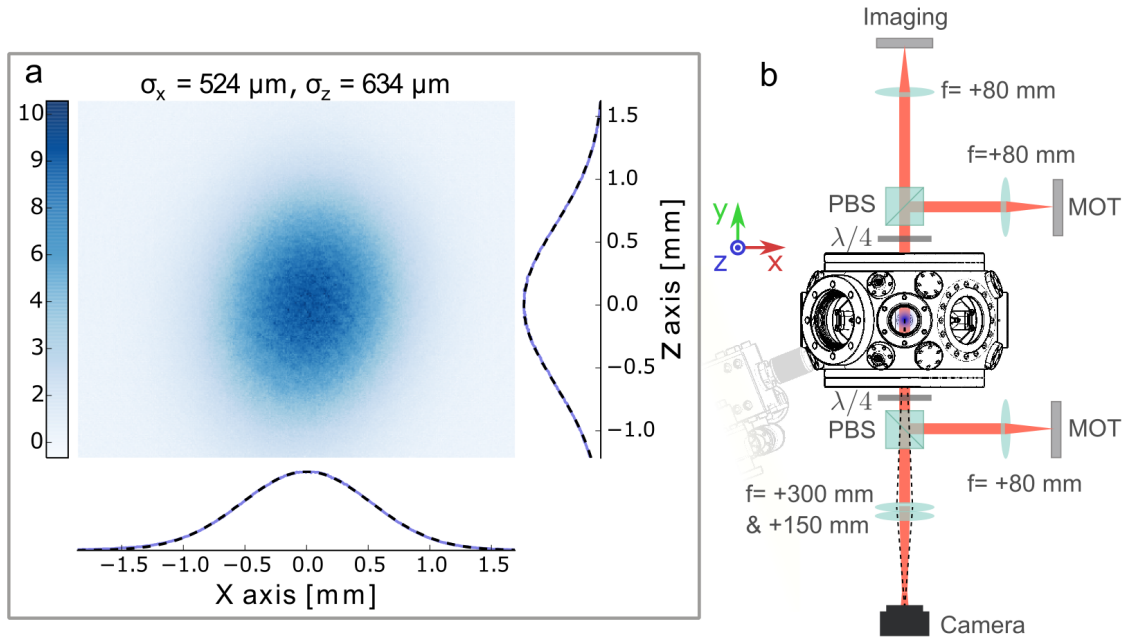 a
σx = 524 μm, σz = 634 μm
10
9
8
7
6
4
3
2
0
1.5
1.0
0.5
0.0
−0.5
−1.0
Z axis [mm]
−1.5 −1.0 −0.5 0.0 0.5 1.0 1.5
X axis [mm]
b
Imaging
f= +80 mm
f=+80 mm
PBS
MOT
λ/4
y
z x
λ/4
PBS
MOT
f= +80 mm
f= +300 mm
& +150 mm
Camera